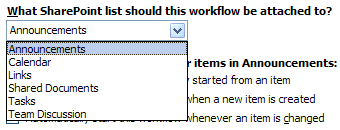 What SharePoint list should this workflow be attached to?
Announcements
Announcements
Calendar
r items in Announcements:
Links
y started from an item
Shared Documents
Tasks
when a new item is created
Team Discussion
whenever an item is changed